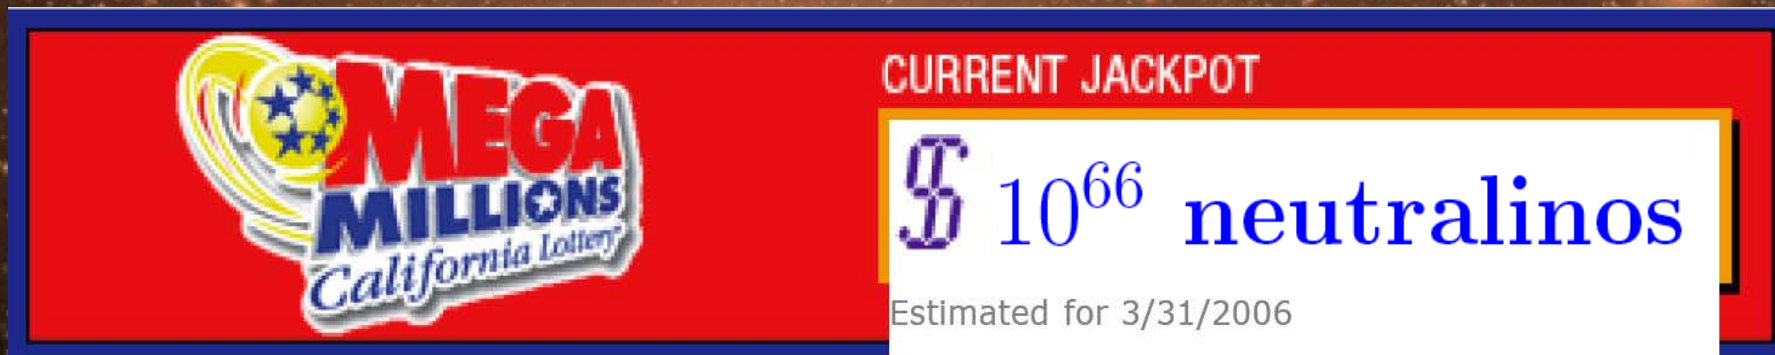 MEGA
MILLIONS
California Lottery
CURRENT JACKPOT
$ 10^66 neutralinos
Estimated for 3/31/2006